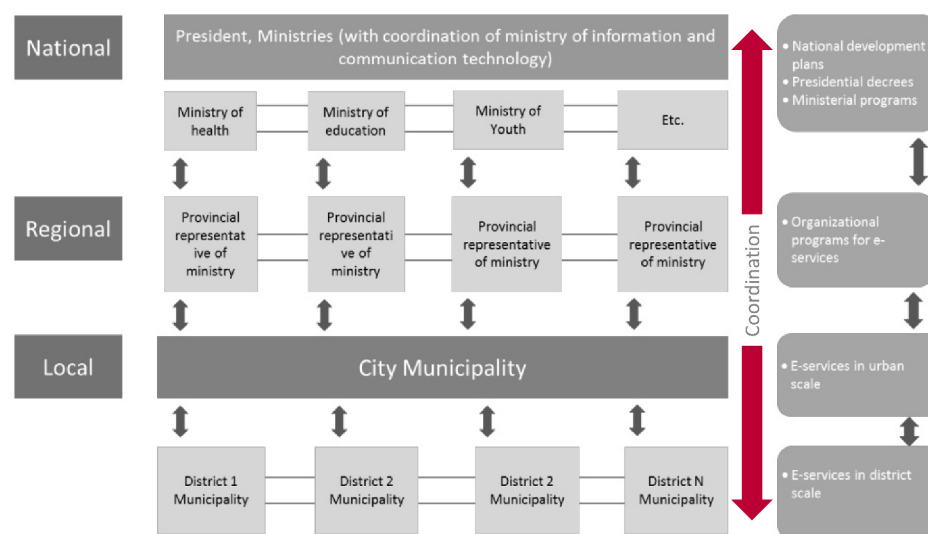 National
President, Ministries (with coordination of ministry of information and
communication technology)
• National development
plans
• Presidential decrees
• Ministerial programs
Ministry of
health
Ministry of
education
Ministry of
Youth
Etc.
Regional
Provincial
representat
ive of
ministry
Provincial
representati
ve of
ministry
Provincial
representative
of ministry
Provincial
representative
of ministry
Coordination
• Organizational
programs for e-
services
Local
City Municipality
• E-services in urban
scale
District 1
Municipality
District 2
Municipality
District 2
Municipality
District N
Municipality
• E-services in district
scale